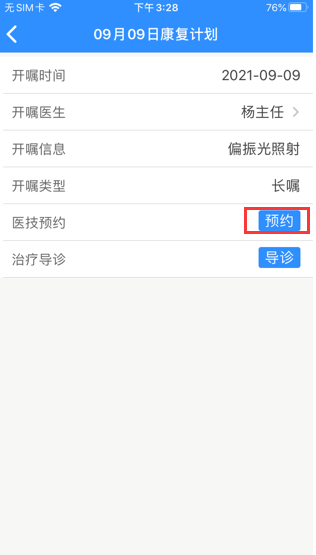 无SIM卡 下午3:28 76%
09月09日康复计划
开嘱时间 2021-09-09
开嘱医生 杨主任
开嘱信息 偏振光照射
开嘱类型 长嘱
医技预约 预约
治疗导诊 导诊